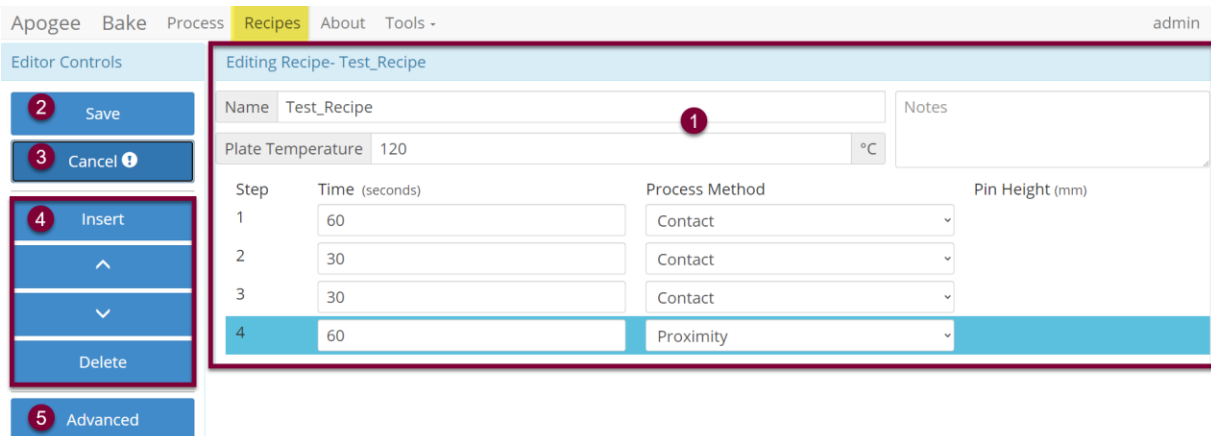 Apogee Bake Process Recipes About Tools admin
Editor Controls
Editing Recipe- Test_Recipe
2 Save
3 Cancel
4 Insert
Delete
5 Advanced
Name Test_Recipe
1
Notes
Plate Temperature 120 °C
Step Time (seconds) Process Method Pin Height (mm)
1 60 Contact
2 30 Contact
3 30 Contact
4 60 Proximity